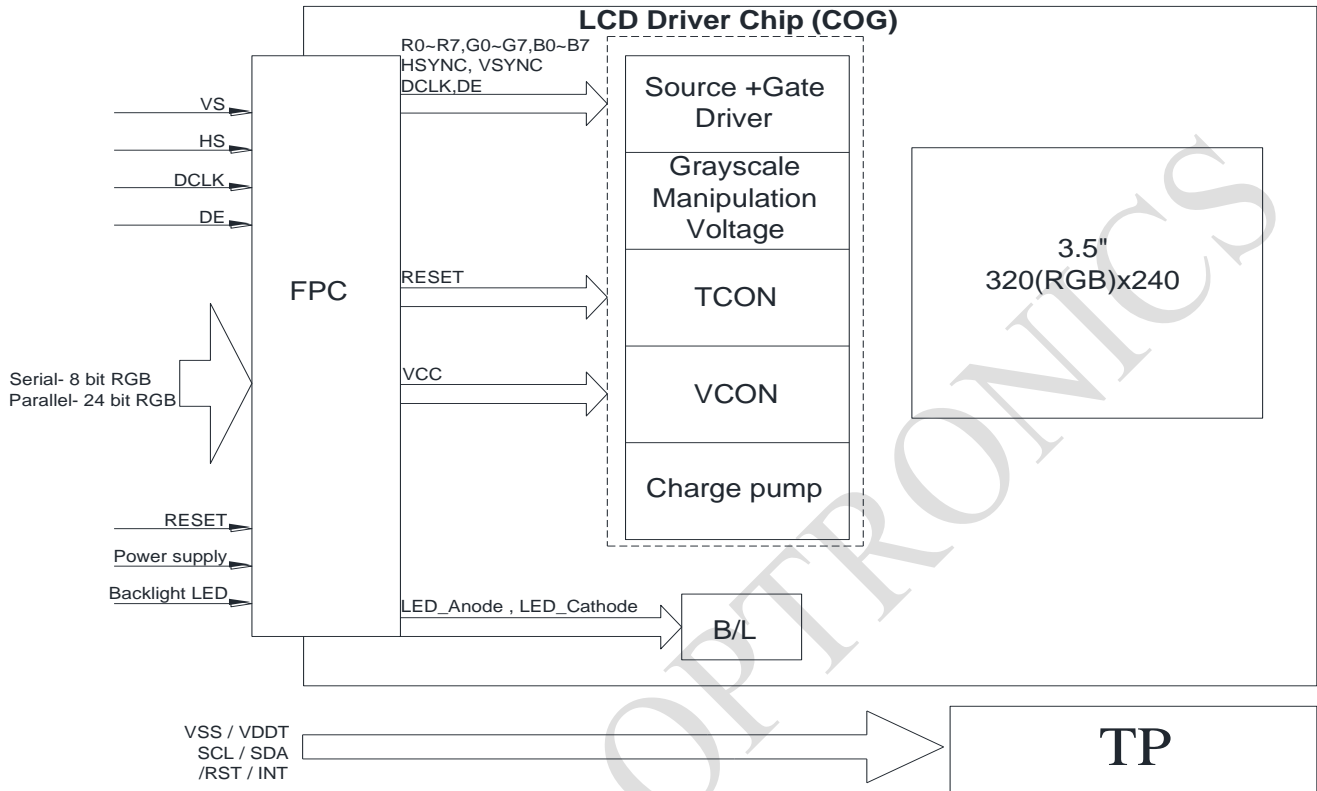 LCD Driver Chip (COG)
R0~R7,G0~G7,B0~B7
HSYNC, VSYNC
DCLK,DE
VS
HS
DCLK
DE
FPC
Source +Gate
Driver
Grayscale
Manipulation
Voltage
RESET
TCON
3.5"
320(RGB)x240
Serial- 8 bit RGB
Parallel- 24 bit RGB
VCC
VCON
Charge pump
RESET
Power supply
Backlight LED
LED_Anode , LED_Cathode
B/L
VSS / VDDT
SCL / SDA
/RST / INT
TP
OPTRONICS